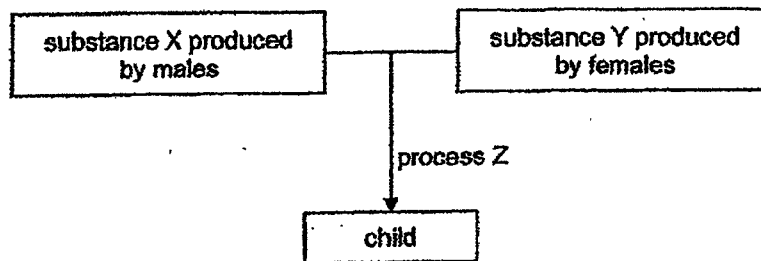 substance X produced
by males
substance Y produced
by females
process Z
child